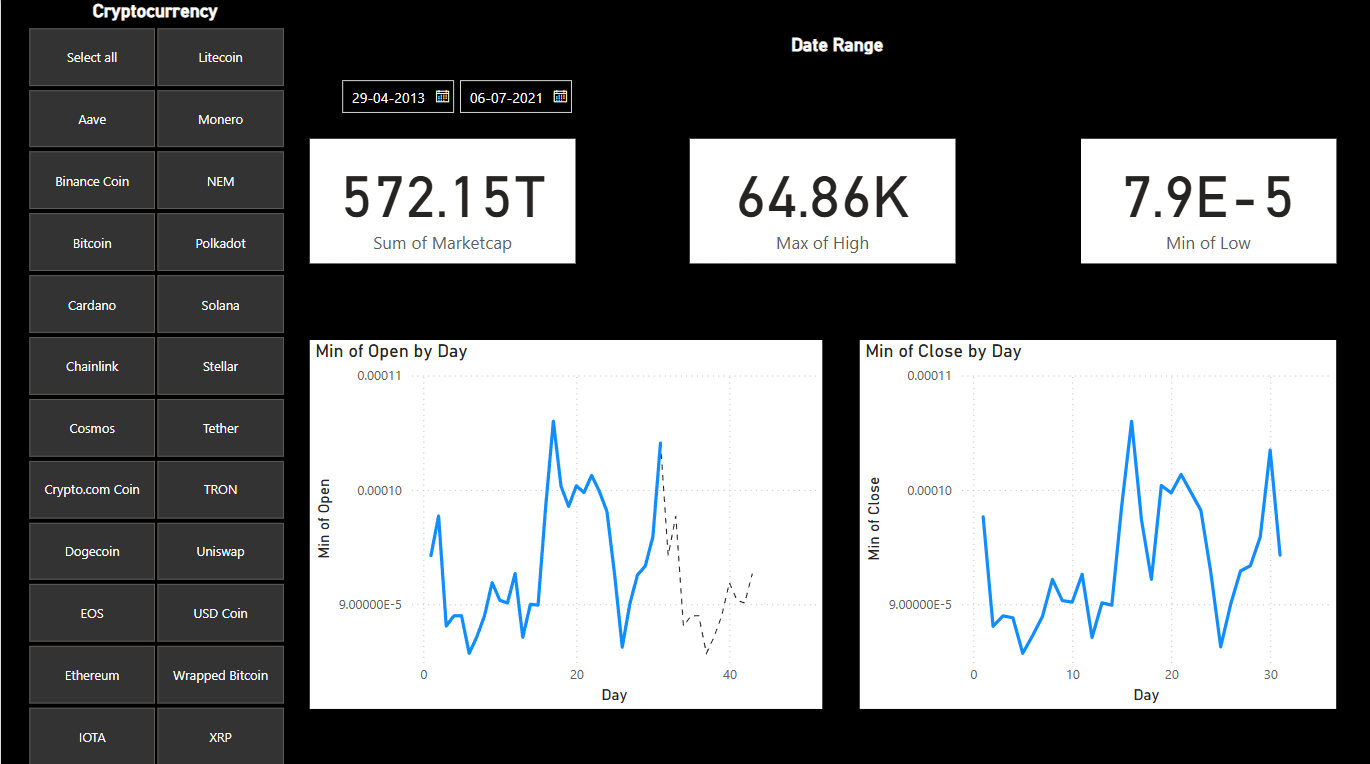 Cryptocurrency
Select all
Litecoin
Aave
Monero
Binance Coin
NEM
Bitcoin
Polkadot
Cardano
Solana
Chainlink
Stellar
Cosmos
Tether
Crypto.com Coin
TRON
Dogecoin
Uniswap
EOS
USD Coin
Ethereum
Wrapped Bitcoin
IOTA
XRP
Date Range
29-04-2013
06-07-2021
572.15T
Sum of Marketcap
64.86K
Max of High
7.9E-5
Min of Low
Min of Open by Day
0.00011
0.00010
9.00000E-5
Min of Open
0
20
40
Day
Min of Close by Day
0.00011
0.00010
9.00000E-5
Min of Close
0
10
20
30
Day